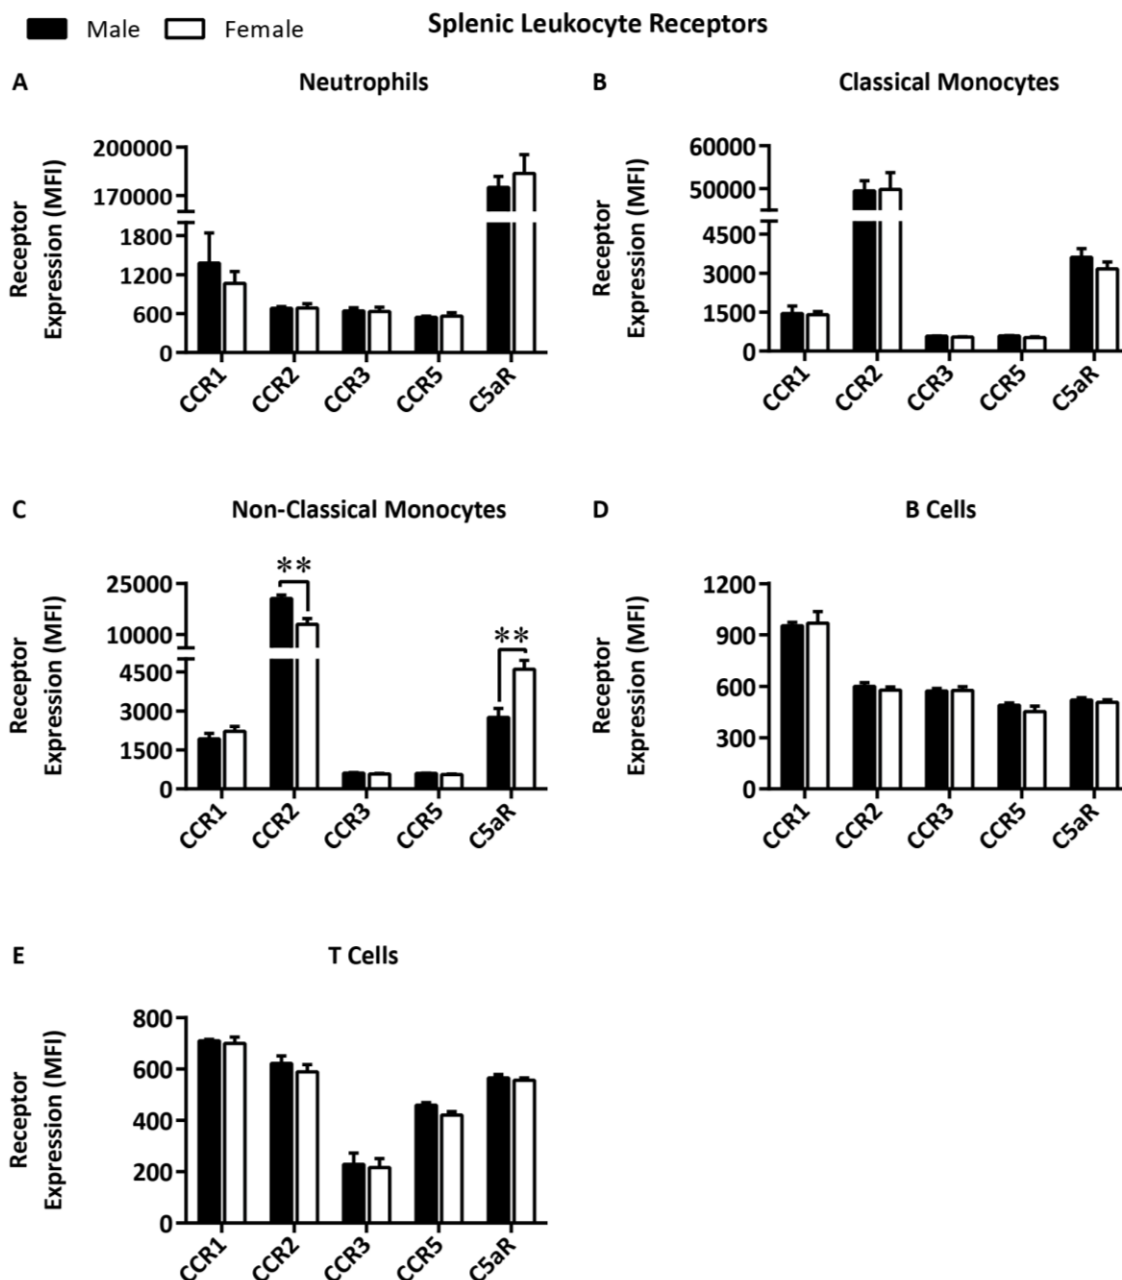 Male Female Splenic Leukocyte Receptors
A Neutrophils
Receptor
Expression (MFI)
200000
170000
1800
1200
600
0
CCR1 CCR2 CCR3 CCR5 C5aR
B Classical Monocytes
Receptor
Expression (MFI)
60000
50000
4500
3000
1500
0
CCR1 CCR2 CCR3 CCR5 C5aR
C Non-Classical Monocytes
Receptor
Expression (MFI)
25000
10000
4500
3000
1500
0
**
**
CCR1 CCR2 CCR3 CCR5 C5aR
D B Cells
Receptor
Expression (MFI)
1200
900
600
300
0
CCR1 CCR2 CCR3 CCR5 C5aR
E T Cells
Receptor
Expression (MFI)
800
600
400
200
0
CCR1 CCR2 CCR3 CCR5 C5aR